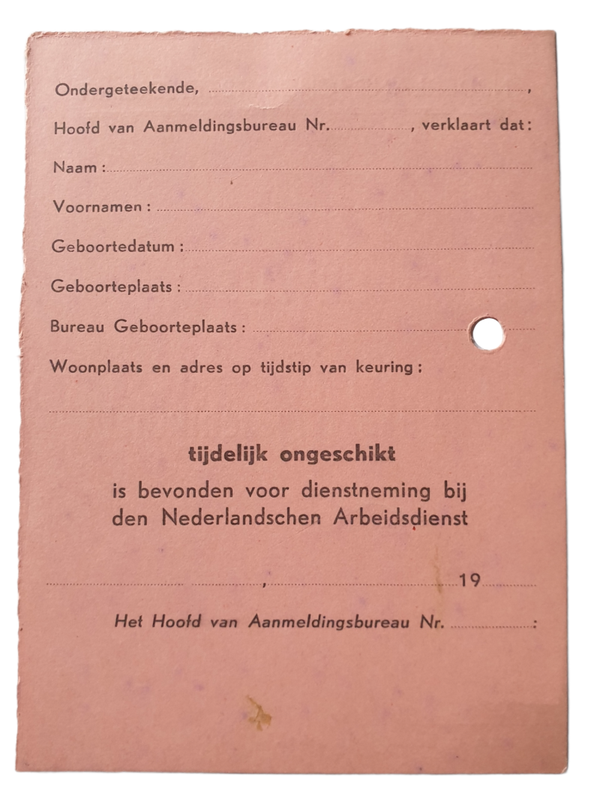 Ondergeteekende, ,
Hoofd van Aanmeldingsbureau Nr. , verklaart dat:
Naam :
Voornamen :
Geboortedatum :
Geboorteplaats :
Bureau Geboorteplaats :
Woonplaats en adres op tijdstip van keuring :
tijdelijk ongeschikt
is bevonden voor dienstneming bij
den Nederlandschen Arbeidsdienst
, 19
Het Hoofd van Aanmeldingsbureau Nr. :